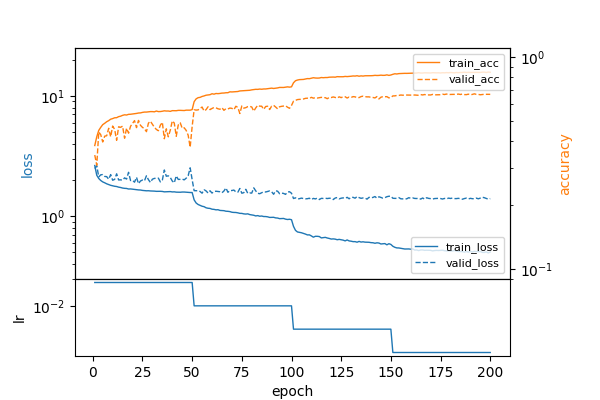 10¹
10⁰
loss
10⁰
10⁻¹
accuracy
train_acc
valid_acc
train_loss
valid_loss
10⁻²
lr
0 25 50 75 100 125 150 175 200
epoch